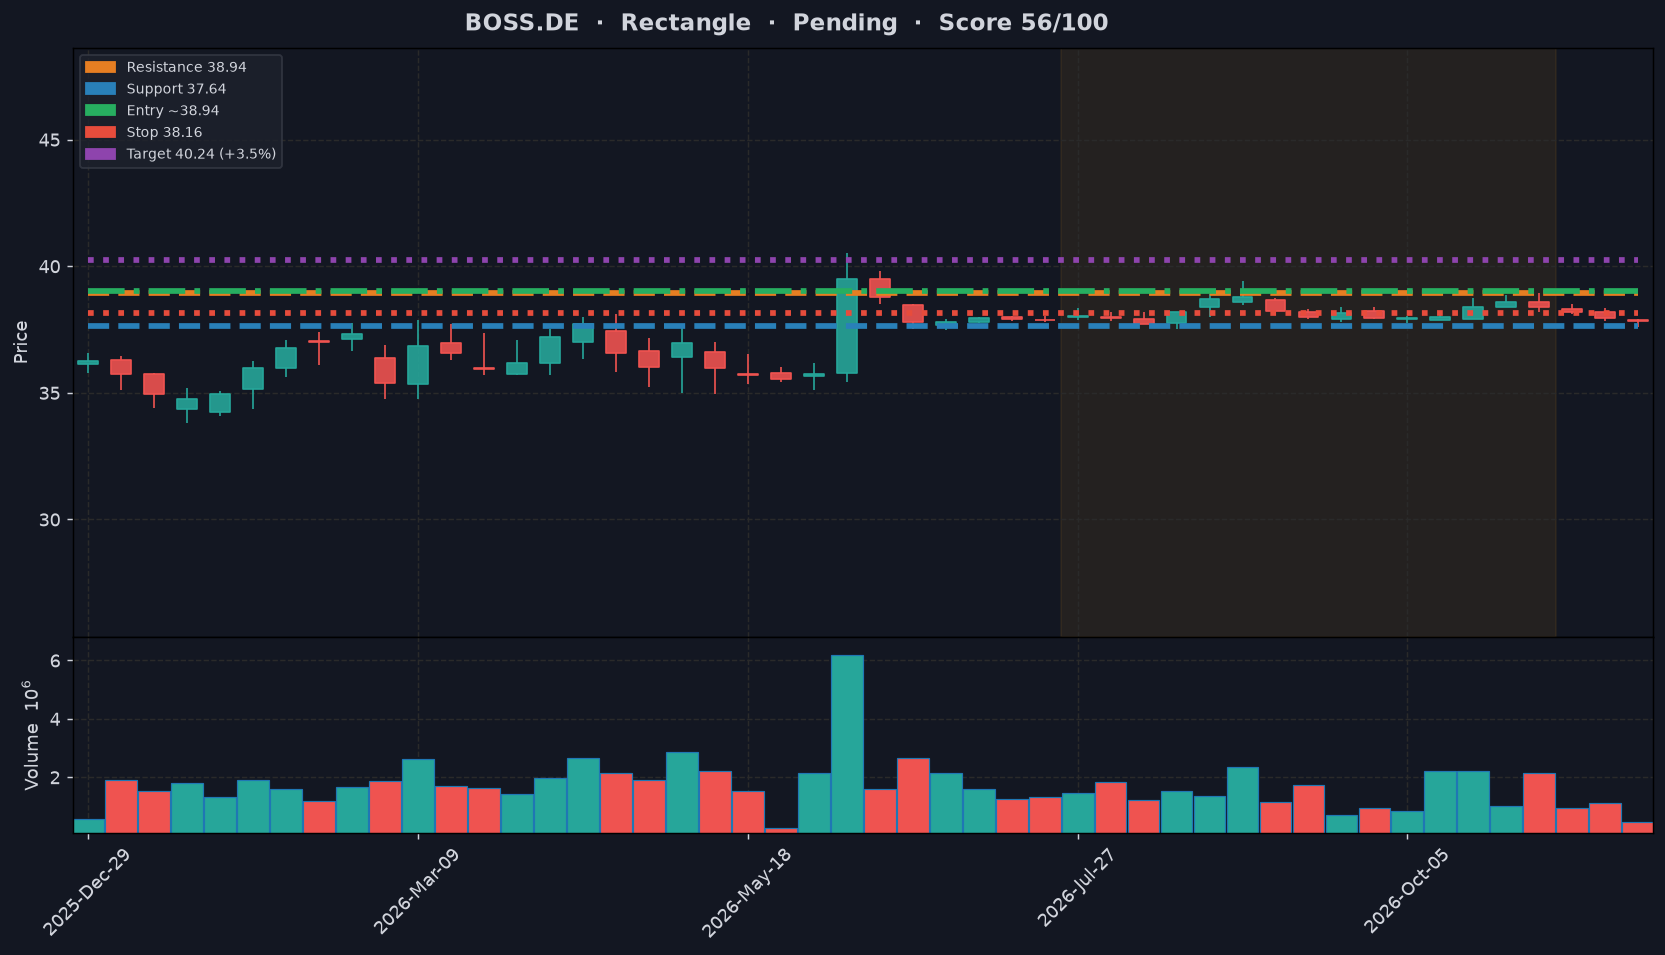 BOSS.DE · Rectangle · Pending · Score 56/100
Resistance 38.94
Support 37.64
Entry ~38.94
Stop 38.16
Target 40.24 (+3.5%)
Price
45
40
35
30
Volume 10⁶
6
4
2
2025-Dec-29
2026-Mar-09
2026-May-18
2026-Jul-27
2026-Oct-05